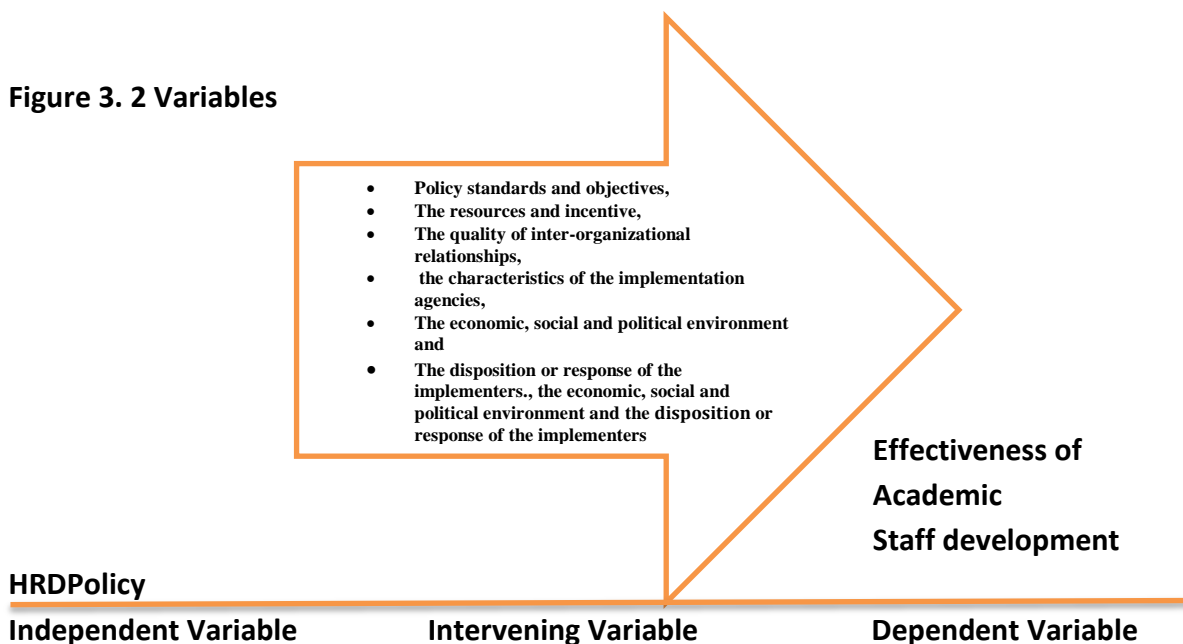 Figure 3. 2 Variables
• Policy standards and objectives,
• The resources and incentive,
• The quality of inter-organizational
relationships,
• the characteristics of the implementation
agencies,
• The economic, social and political environment
and
• The disposition or response of the
implementers., the economic, social and
political environment and the disposition or
response of the implementers
Effectiveness of
Academic
Staff development
HRDPolicy
Independent Variable Intervening Variable Dependent Variable